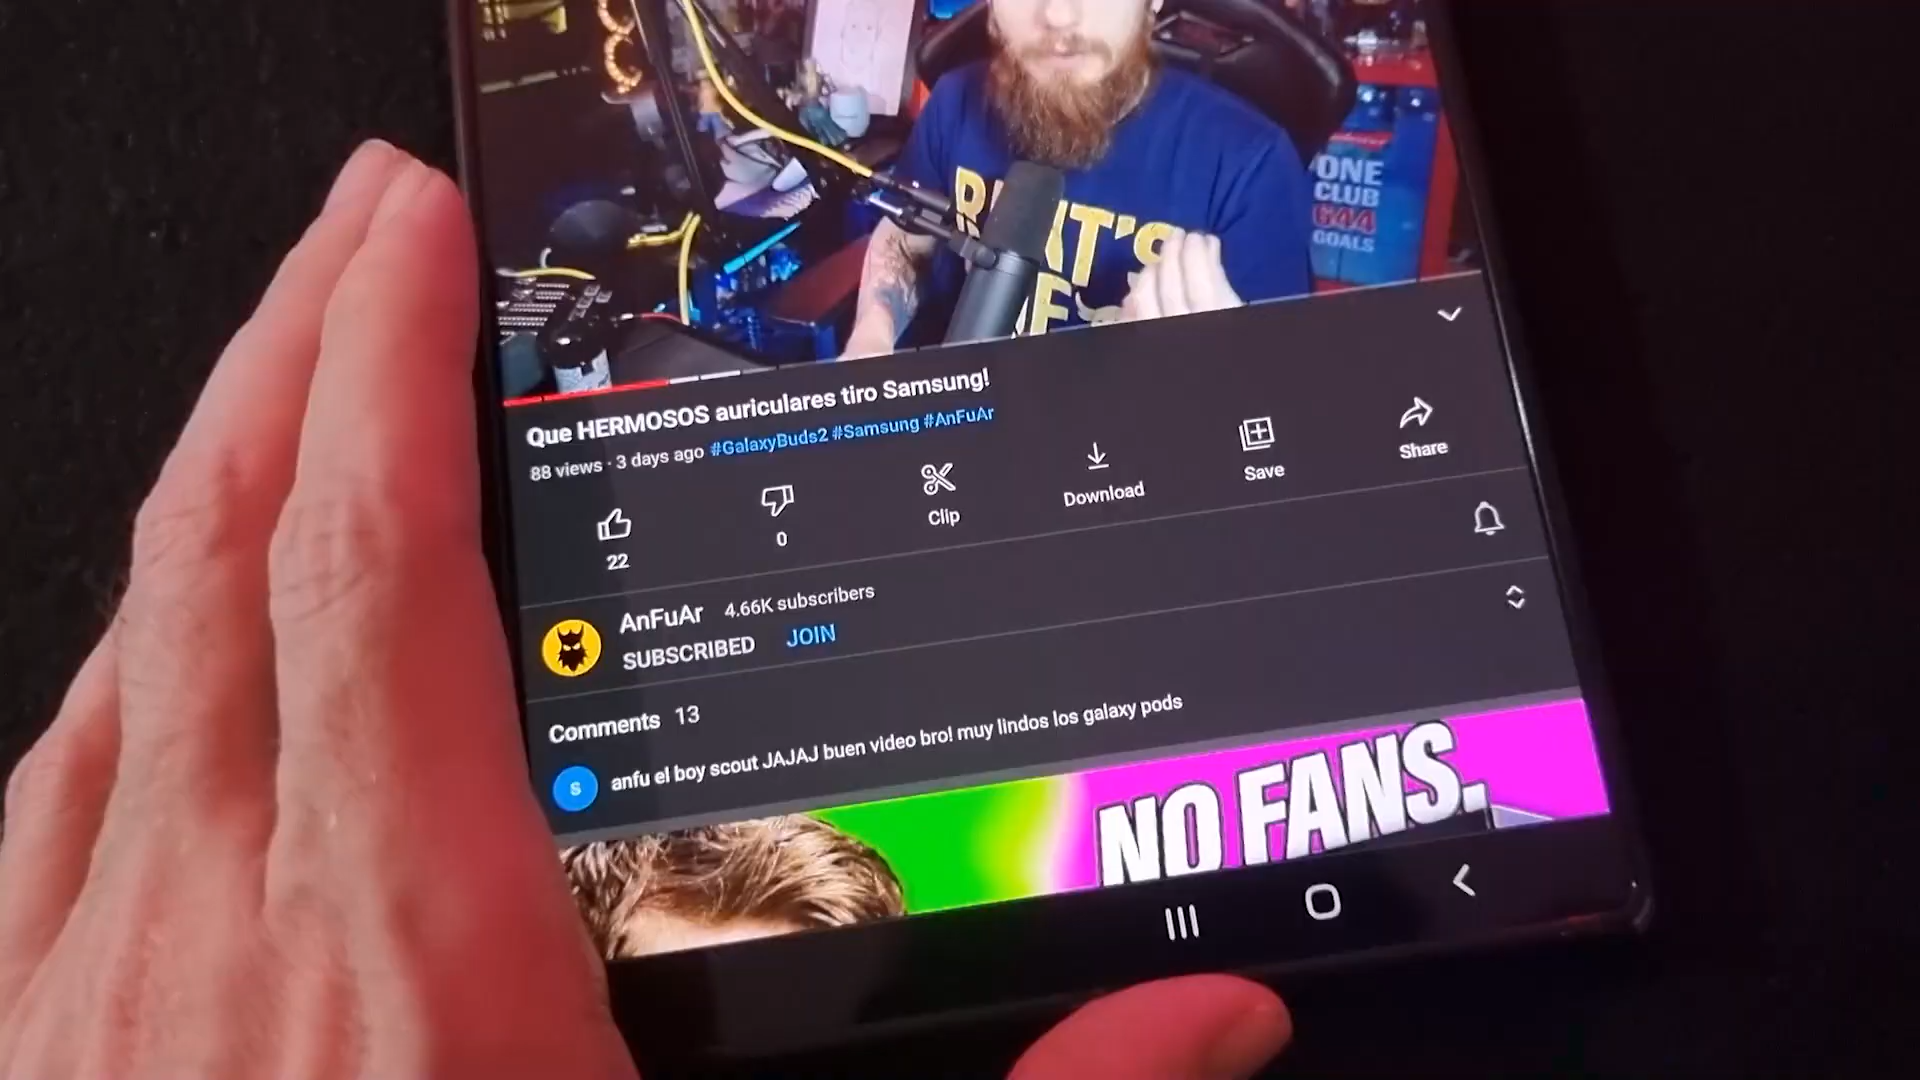 ONE
CLUB
644
GOALS
Que HERMOSOS auriculares tiro Samsung!
88 views · 3 days ago #GalaxyBuds2 #Samsung #AnFuAr
22
0
Clip
Download
Save
Share
AnFuAr 4.66K subscribers
SUBSCRIBED JOIN
Comments 13
S anfu el boy scout JAJAJ buen video bro! muy lindos los galaxy pods
NO FANS.